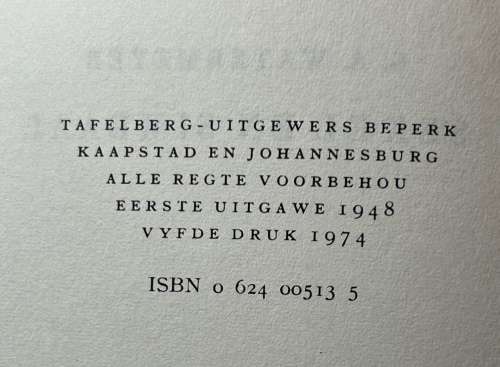 TAFELBERG-UITGEWERS BEPERK
KAAPSTAD EN JOHANNESBURG
ALLE REGTE VOORBEHOU
EERSTE UITGAWE 1948
VYFDE DRUK 1974
ISBN 0 624 00513 5